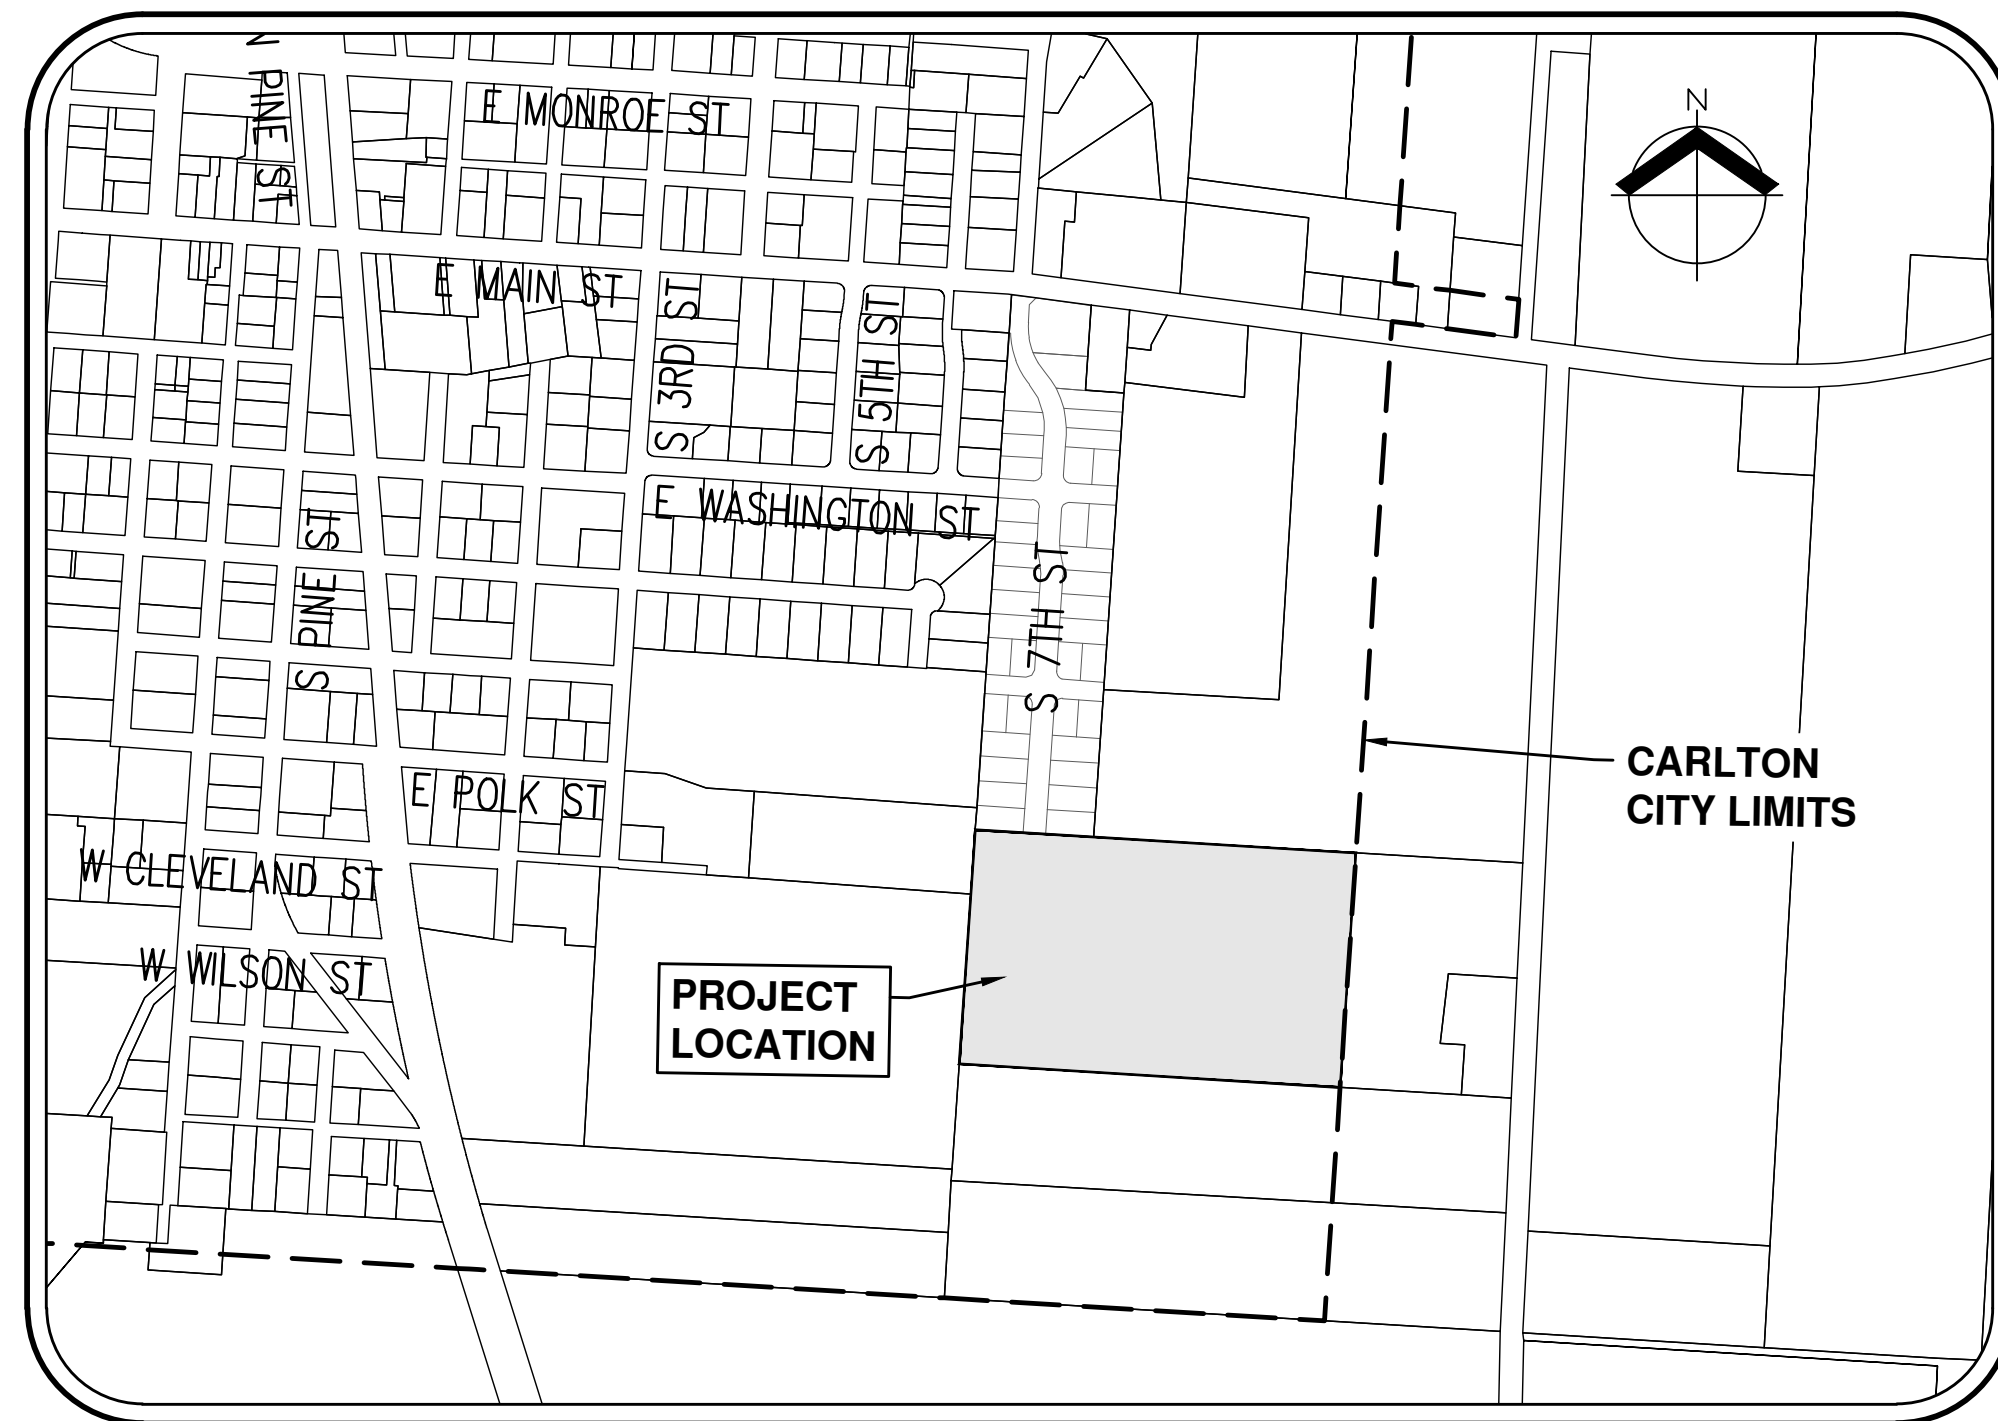 N PINE ST
E MONROE ST
N
E MAIN ST
S 3RD ST
S 5TH ST
E WASHINGTON ST
S PINE ST
S 7TH ST
CARLTON
CITY LIMITS
E POLK ST
W CLEVELAND ST
W WILSON ST
PROJECT
LOCATION